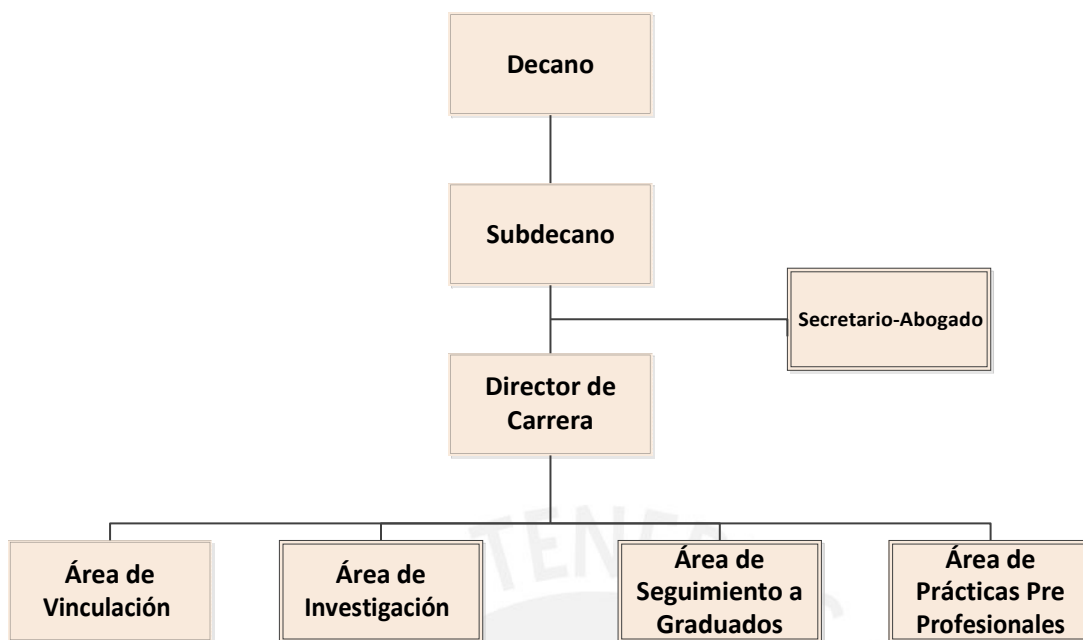 Decano
Subdecano
Secretario-Abogado
Director de
Carrera
TENE
Área de
Vinculación
Área de
Investigación
Área de
Seguimiento a
Graduados
Área de
Prácticas Pre
Profesionales